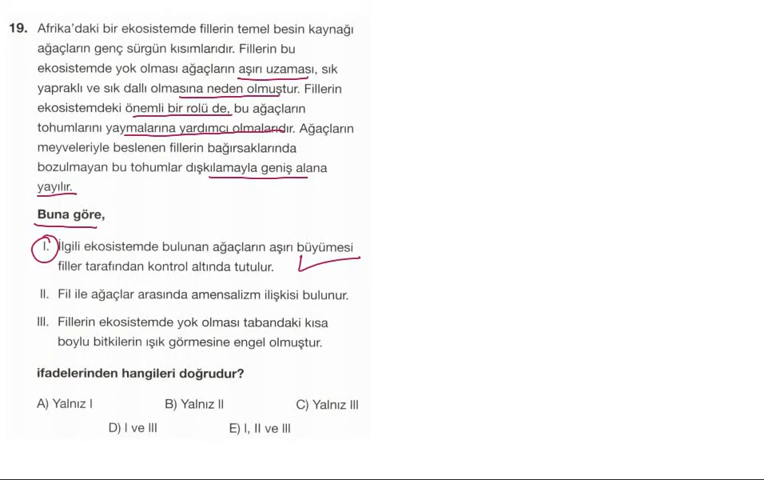 19. Afrika'daki bir ekosistemde fillerin temel besin kaynağı
ağaçların genç sürgün kısımlarıdır. Fillerin bu
ekosistemde yok olması ağaçların aşırı uzaması, sık
yapraklı ve sık dallı olmasına neden olmuştur. Fillerin
ekosistemdeki önemli bir rolü de, bu ağaçların
tohumlarını yaymalarına yardımcı olmalarıdır. Ağaçların
meyveleriyle beslenen fillerin bağırsaklarında
bozulmayan bu tohumlar dışkılamayla geniş alana
yayılır.
Buna göre,
I. İlgili ekosistemde bulunan ağaçların aşırı büyümesi
filler tarafından kontrol altında tutulur.
II. Fil ile ağaçlar arasında amensalizm ilişkisi bulunur.
III. Fillerin ekosistemde yok olması tabandaki kısa
boylu bitkilerin ışık görmesine engel olmuştur.
ifadelerinden hangileri doğrudur?
A) Yalnız I B) Yalnız II C) Yalnız III
D) I ve III E) I, II ve III